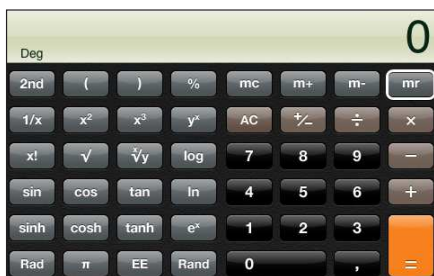 0
Deg
2nd ( ) % mc m+ m- mr
1/x x² x³ yˣ AC +/− ÷ ×
x! √ ˣ√y log 7 8 9 −
sin cos tan ln 4 5 6 +
sinh cosh tanh eˣ 1 2 3
Rad π EE Rand 0 , =